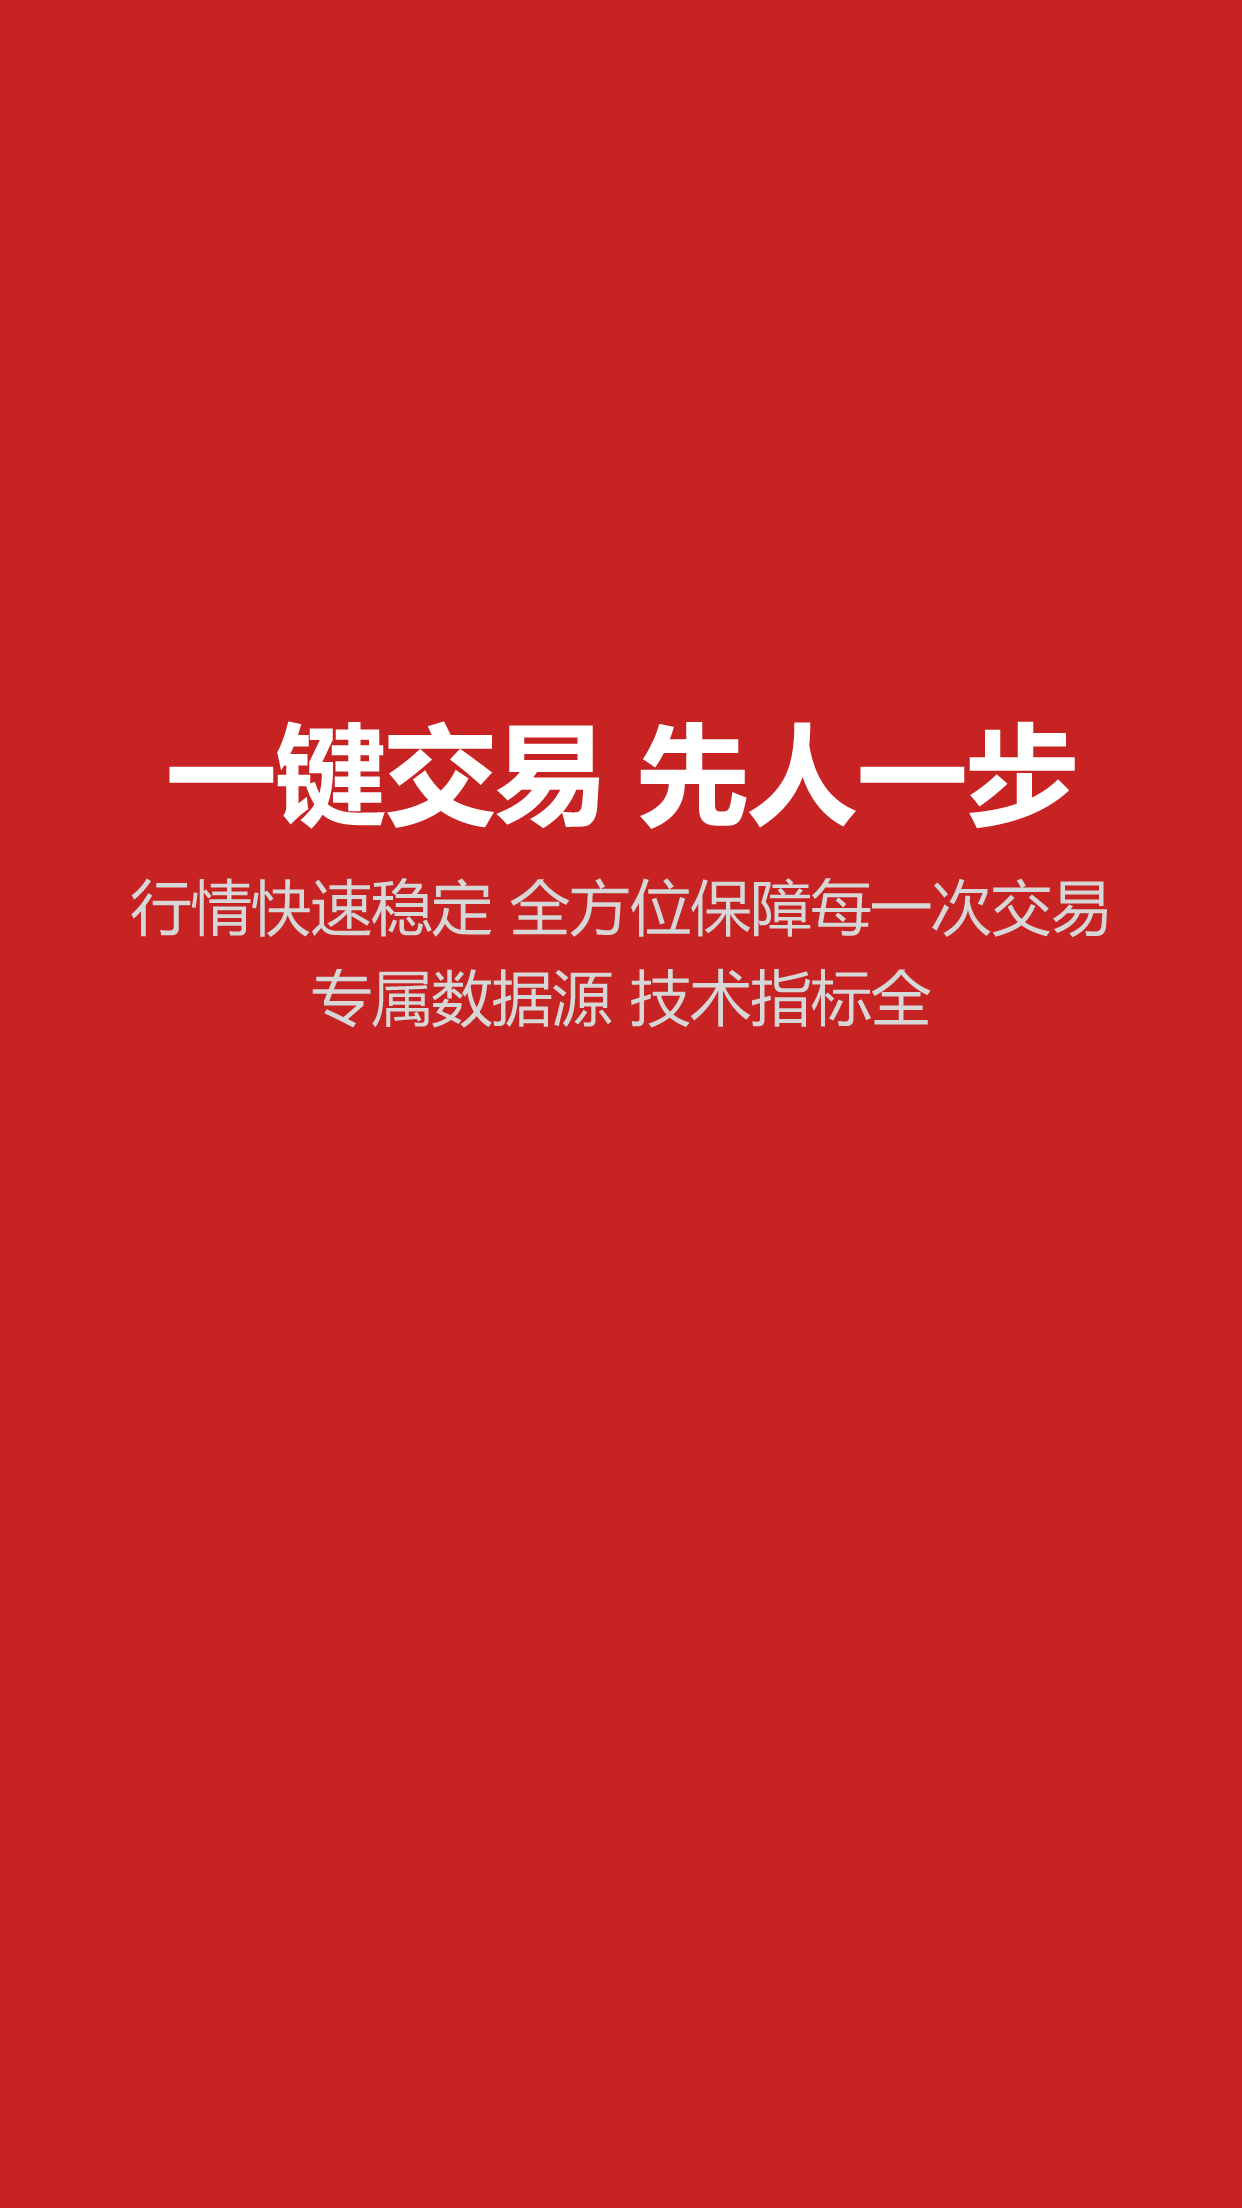 一键交易 先人一步
行情快速稳定 全方位保障每一次交易
专属数据源 技术指标全